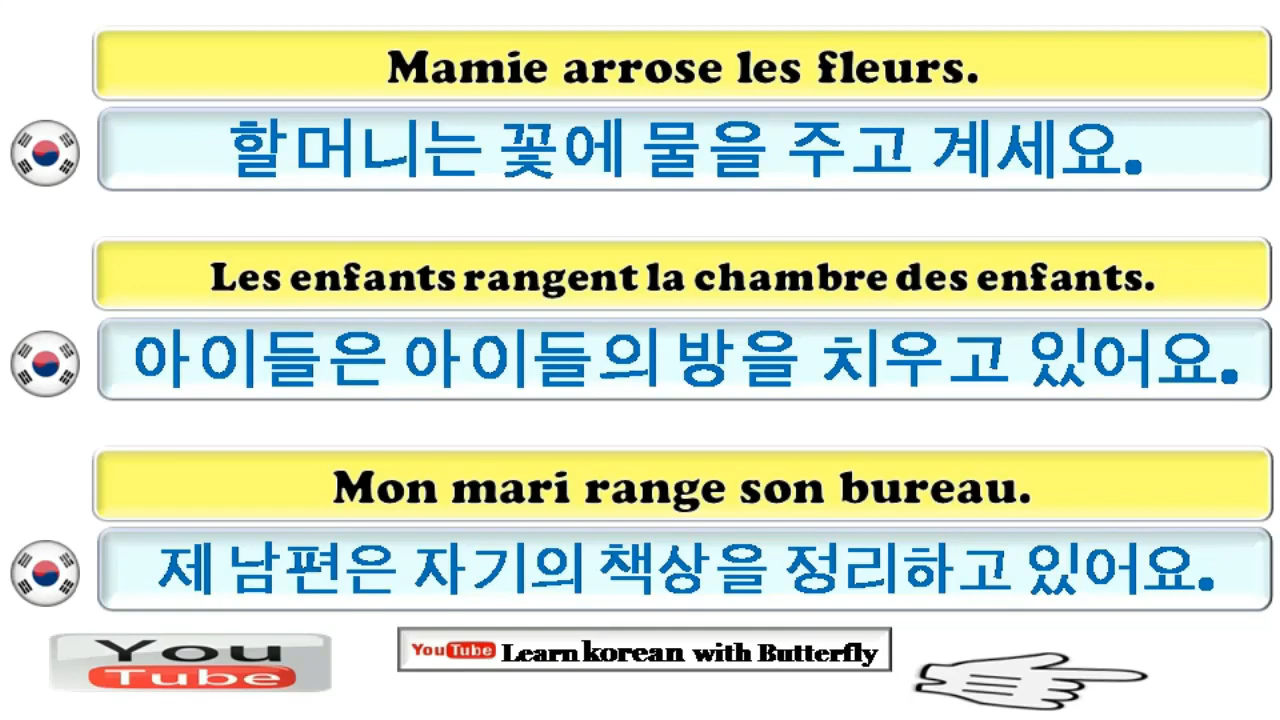 Mamie arrose les fleurs.
할머니는 꽃에 물을 주고 계세요.
Les enfants rangent la chambre des enfants.
아이들은 아이들의 방을 치우고 있어요.
Mon mari range son bureau.
제 남편은 자기의 책상을 정리하고 있어요.
You
Tube
YouTube Learn korean with Butterfly